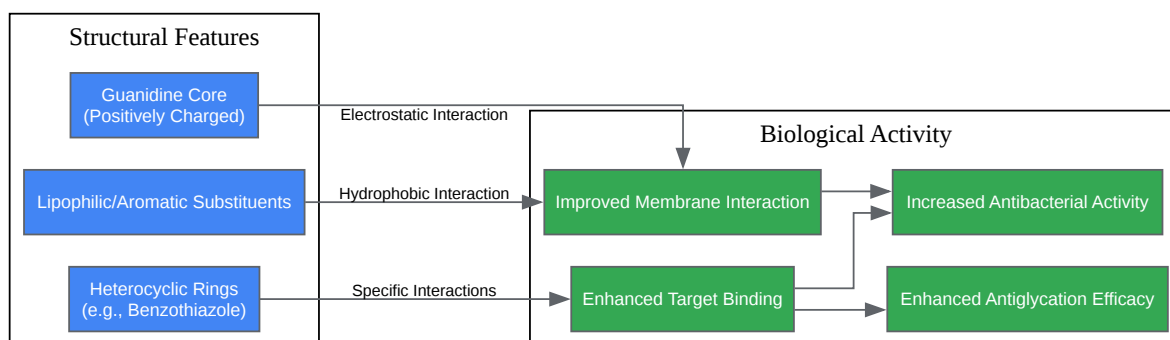 Structural Features
Guanidine Core
(Positively Charged)
Electrostatic Interaction
Biological Activity
Lipophilic/Aromatic Substituents
Hydrophobic Interaction
Improved Membrane Interaction
Increased Antibacterial Activity
Heterocyclic Rings
(e.g., Benzothiazole)
Specific Interactions
Enhanced Target Binding
Enhanced Antiglycation Efficacy